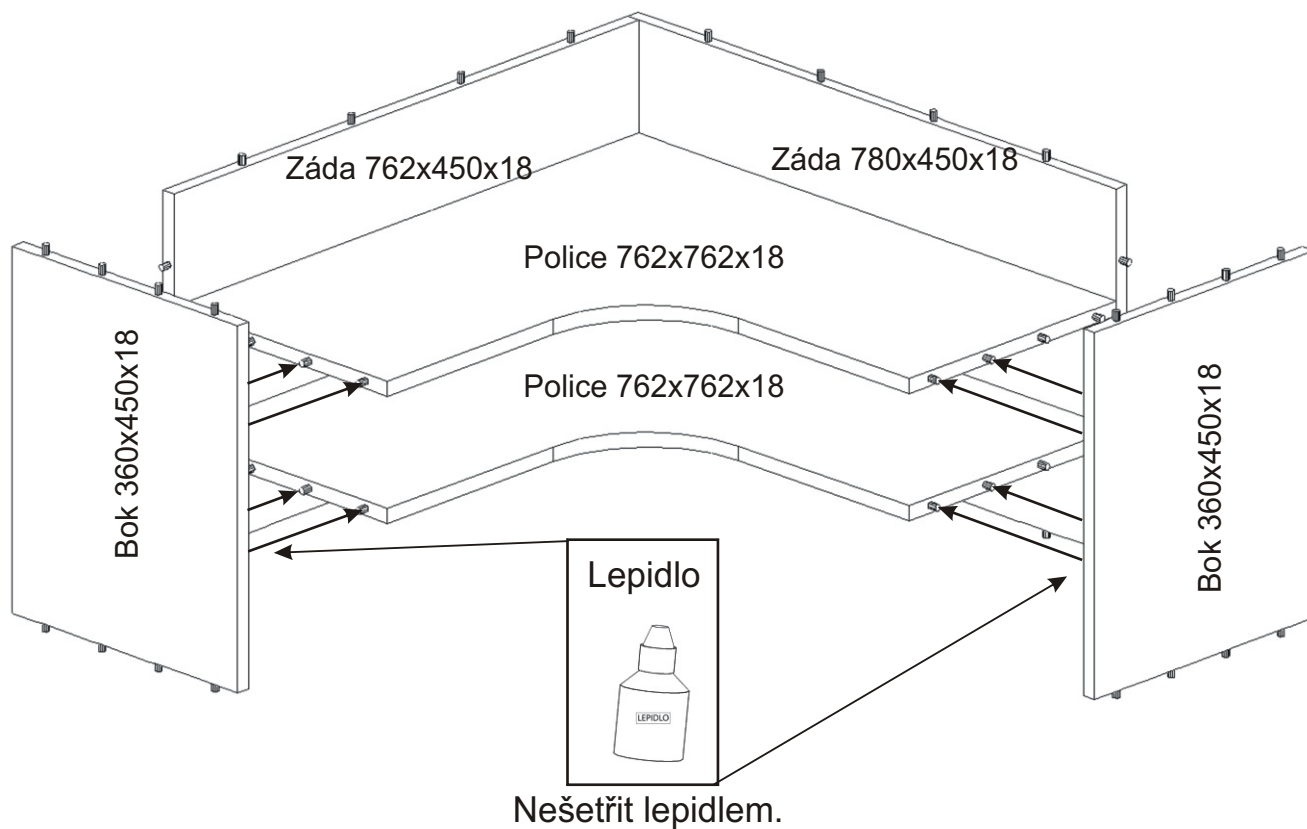 Záda 762x450x18
Záda 780x450x18
Police 762x762x18
Police 762x762x18
Bok 360x450x18
Bok 360x450x18
Lepidlo
LEPIDLO
Nešetřit lepidlem.